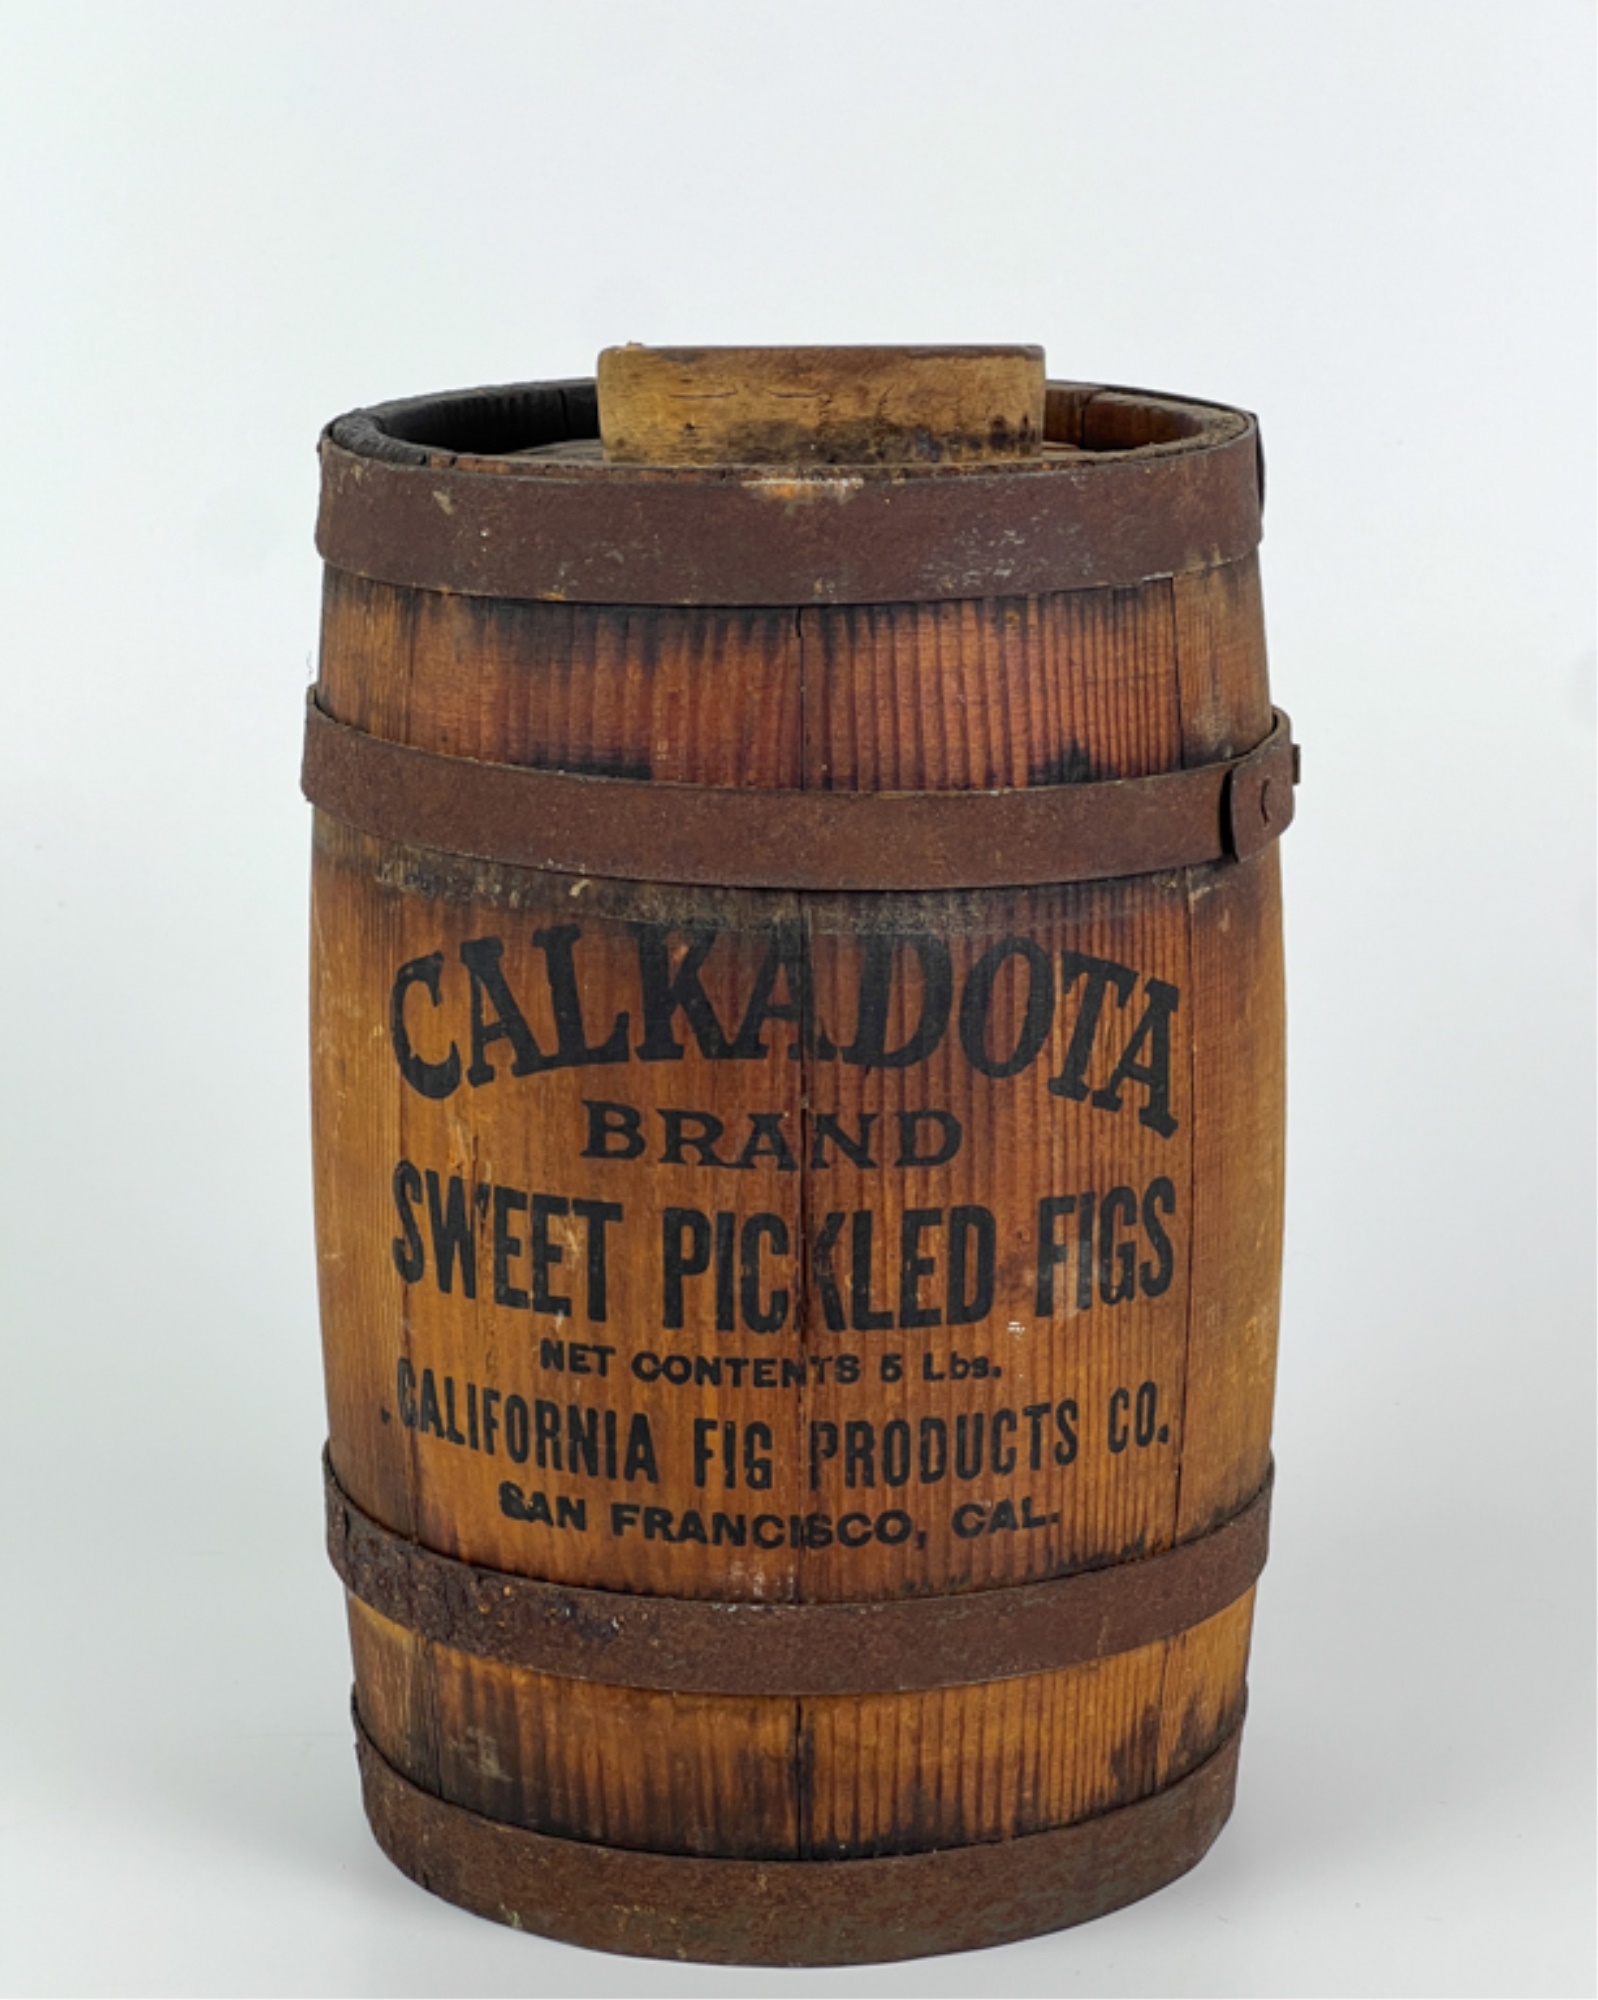 CALKADOTA
BRAND
SWEET PICKLED FIGS
NET CONTENTS 5 Lbs.
CALIFORNIA FIG PRODUCTS CO.
SAN FRANCISCO, CAL.